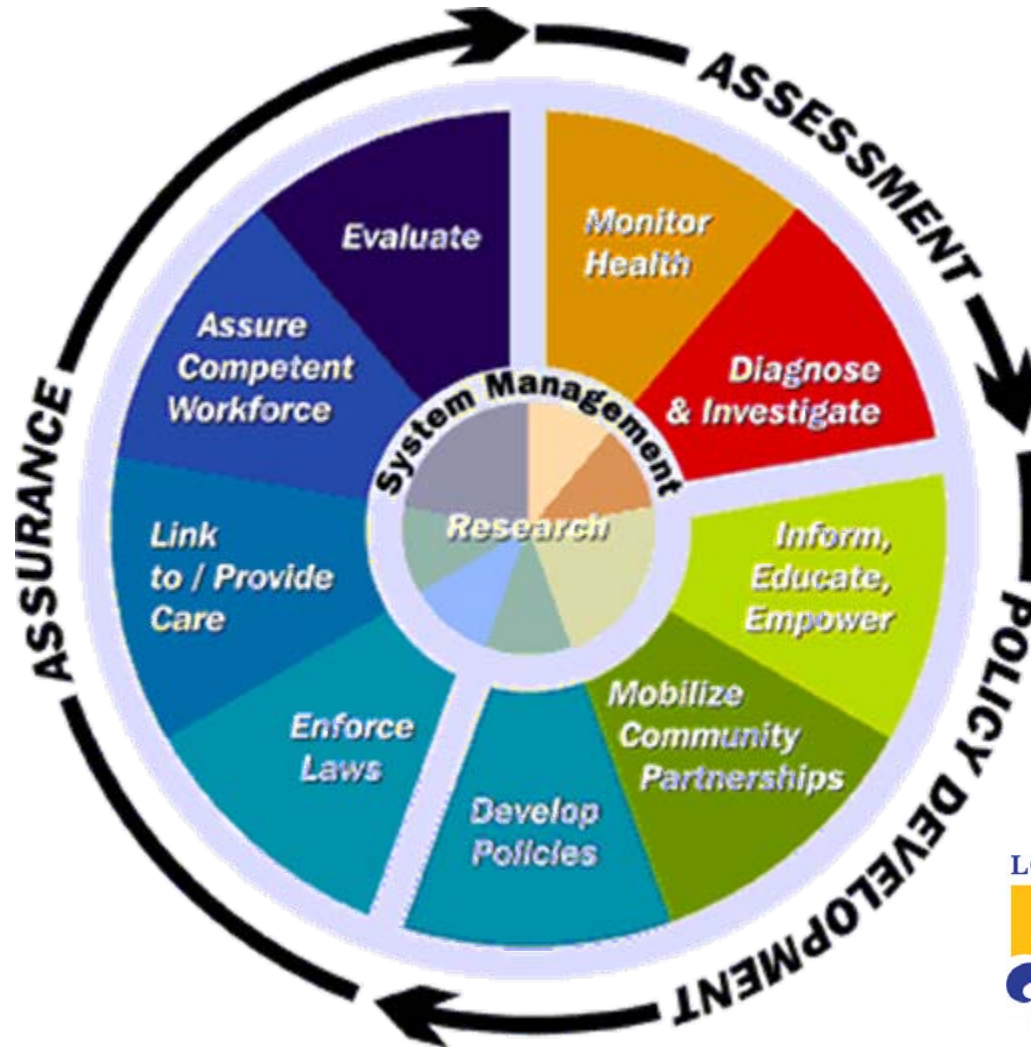 ASSESSMENT
Monitor
Health
Diagnose
& Investigate
POLICY DEVELOPMENT
Inform,
Educate,
Empower
Mobilize
Community
Partnerships
Develop
Policies
ASSURANCE
Enforce
Laws
Link
to / Provide
Care
Assure
Competent
Workforce
Evaluate
System Management
Research